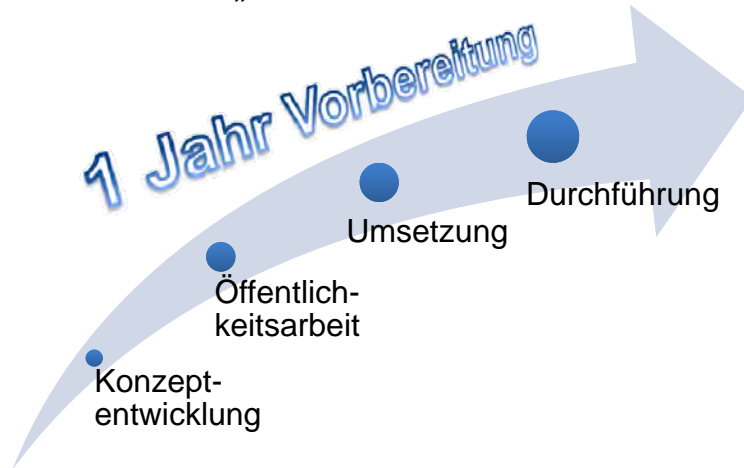 „
1 Jahr Vorbereitung
Durchführung
Umsetzung
Öffentlich-
keitsarbeit
Konzept-
entwicklung